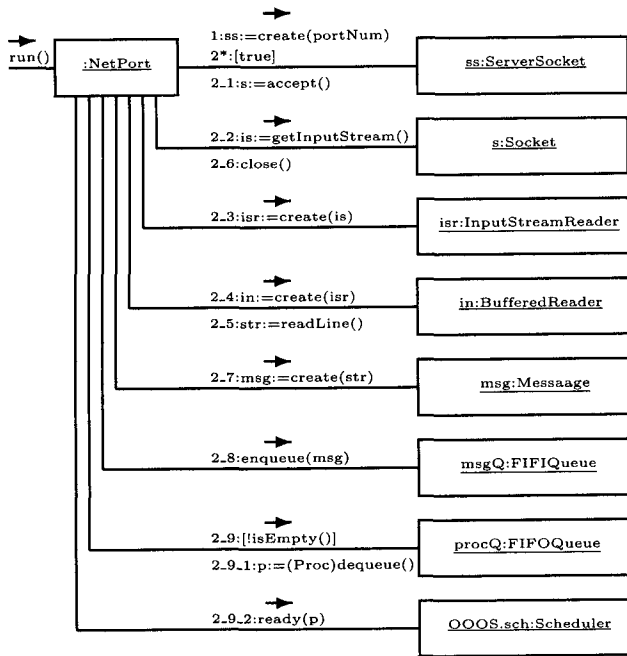 1:ss:=create(portNum)
run()
:NetPort
2*:[true]
ss:ServerSocket
2_1:s:=accept()
2_2:is:=getInputStream()
s:Socket
2_6:close()
2_3:isr:=create(is)
isr:InputStreamReader
2_4:in:=create(isr)
in:BufferedReader
2_5:str:=readLine()
2_7:msg:=create(str)
msg:Messaage
2_8:enqueue(msg)
msgQ:FIFIQueue
2_9:[!isEmpty()]
procQ:FIFOQueue
2_9_1:p:=(Proc)dequeue()
2_9_2:ready(p)
OOOS.sch:Scheduler